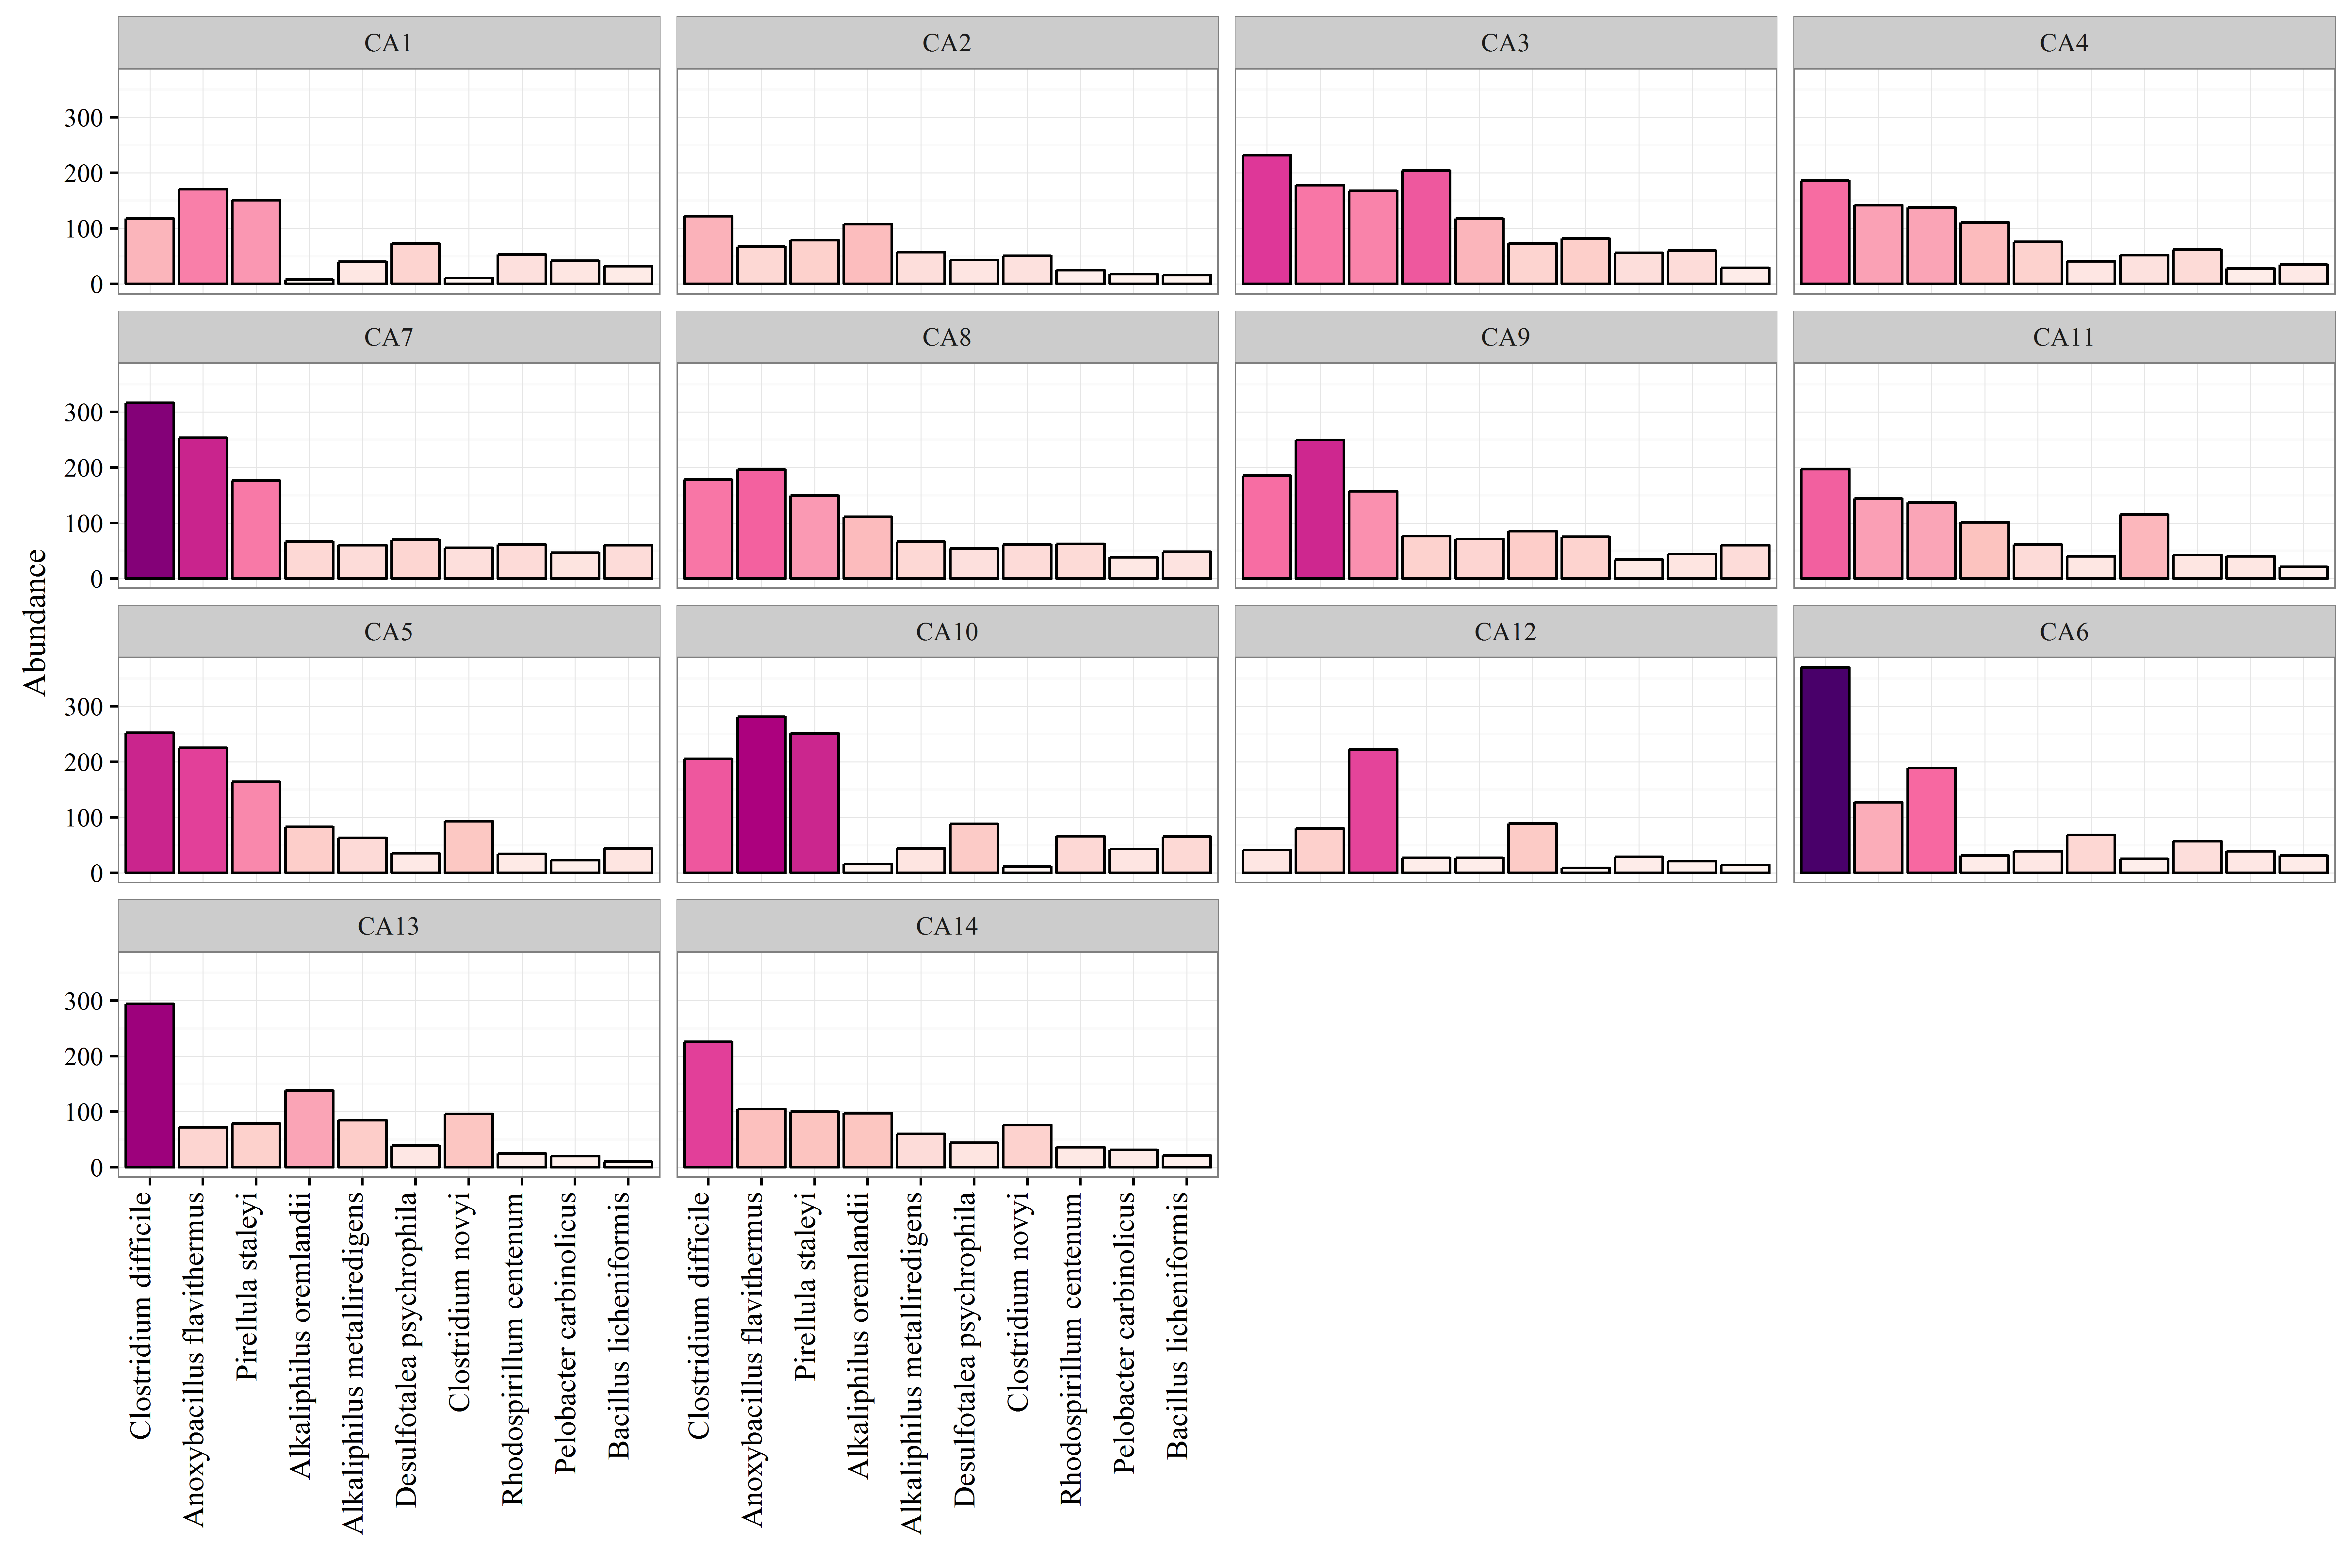 CA1 CA2 CA3 CA4
300
200
100
0
CA7 CA8 CA9 CA11
300
200
100
0
Abundance
CA5 CA10 CA12 CA6
300
200
100
0
CA13 CA14
300
200
100
0
Clostridium difficile
Anoxybacillus flavithermus
Pirellula staleyi
Alkaliphilus oremlandii
Alkaliphilus metalliredigens
Desulfotalea psychrophila
Clostridium novyi
Rhodospirillum centenum
Pelobacter carbinolicus
Bacillus licheniformis
Clostridium difficile
Anoxybacillus flavithermus
Pirellula staleyi
Alkaliphilus oremlandii
Alkaliphilus metalliredigens
Desulfotalea psychrophila
Clostridium novyi
Rhodospirillum centenum
Pelobacter carbinolicus
Bacillus licheniformis